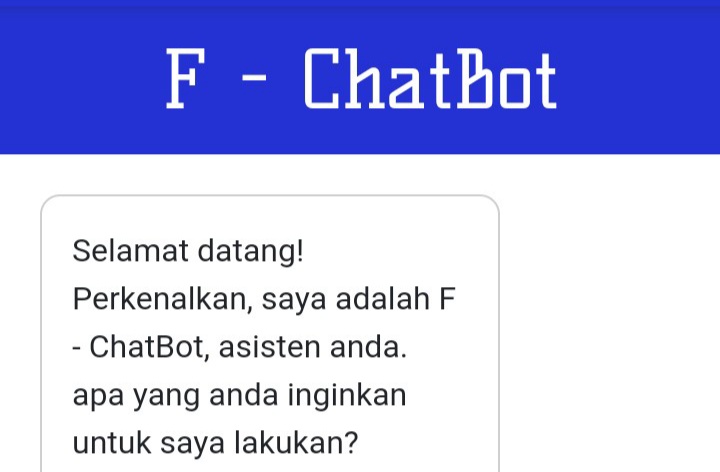 F - ChatBot
Selamat datang!
Perkenalkan, saya adalah F
- ChatBot, asisten anda.
apa yang anda inginkan
untuk saya lakukan?